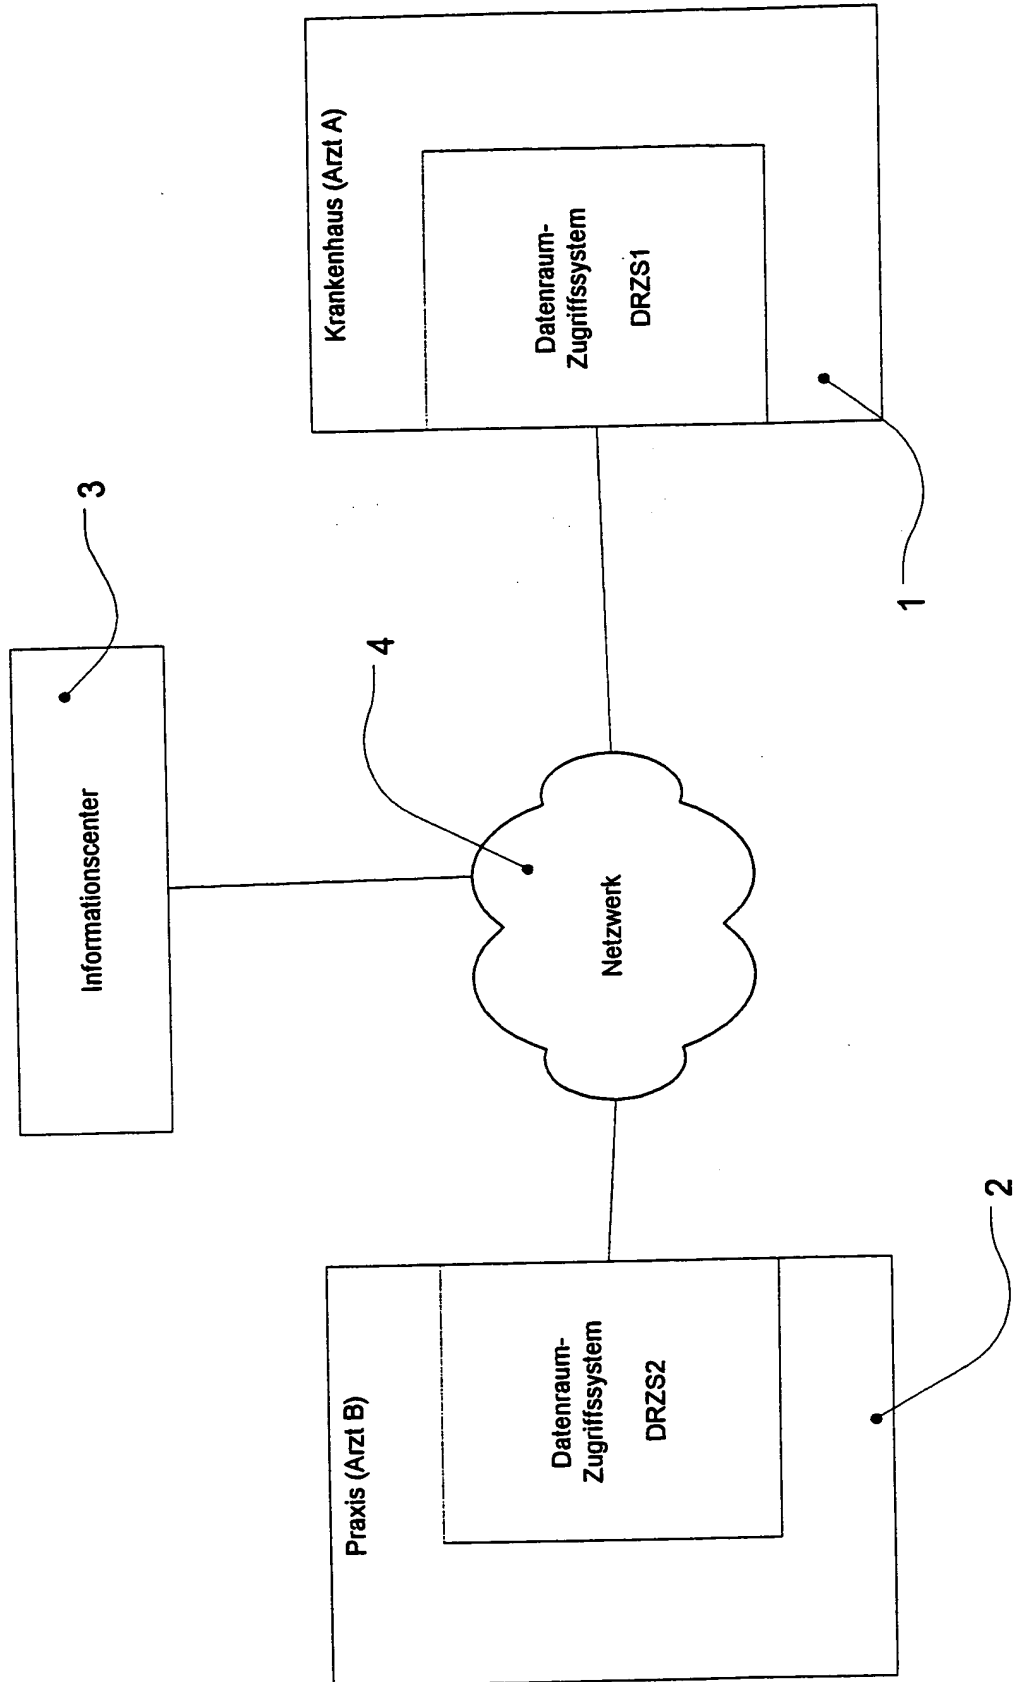 Informationscenter
3
Praxis (Arzt B)
Datenraum-
Zugriffssystem
DRZS2
2
Netzwerk
4
Krankenhaus (Arzt A)
Datenraum-
Zugriffssystem
DRZS1
1